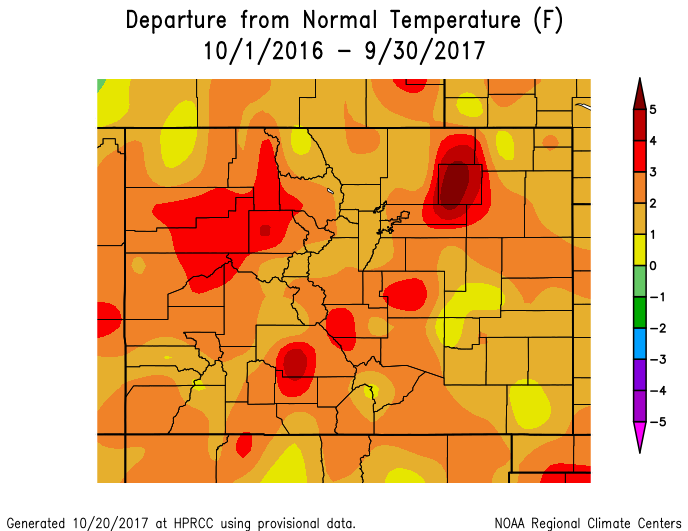 Departure from Normal Temperature (F)
10/1/2016 – 9/30/2017
5
4
3
2
1
0
−1
−2
−3
−4
−5
Generated 10/20/2017 at HPRCC using provisional data.
NOAA Regional Climate Centers